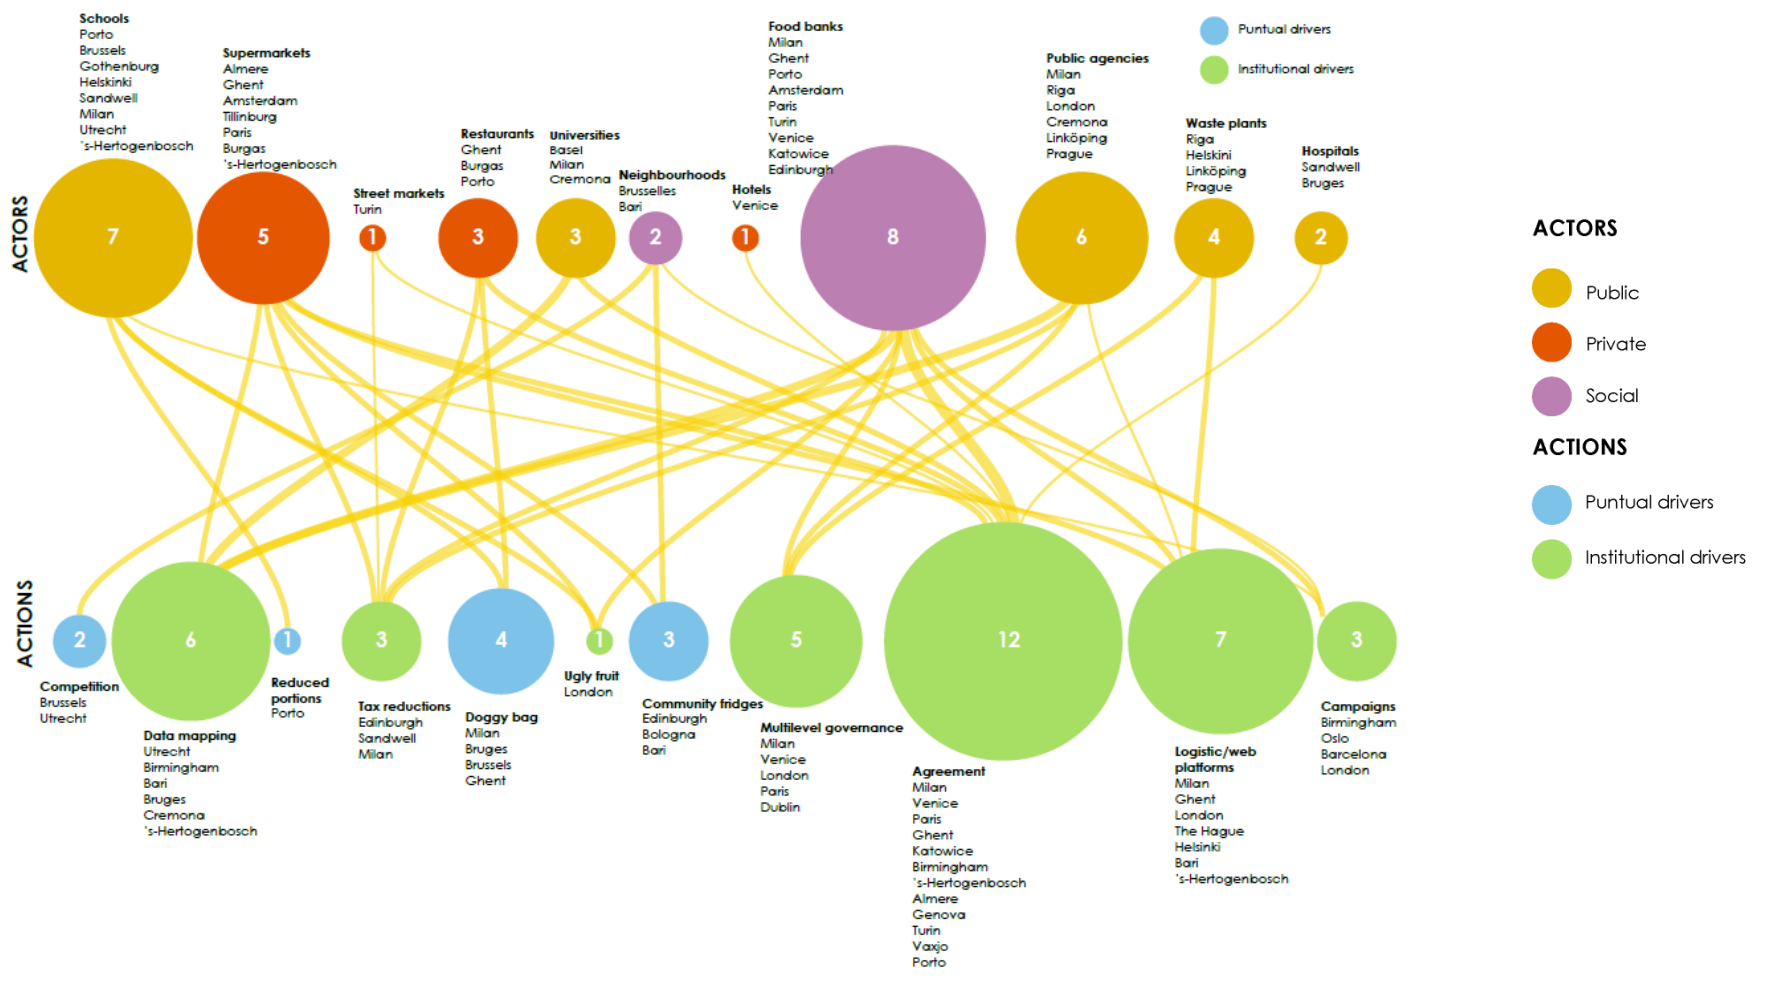 Schools
Porto
Brussels
Gothenburg
Helskinki
Sandwell
Milan
Utrecht
's-Hertogenbosch
Supermarkets
Almere
Ghent
Amsterdam
Tillinburg
Paris
Burgas
's-Hertogenbosch
Street markets
Turin
Restaurants
Ghent
Burgas
Porto
Universities
Basel
Milan
Cremona
Neighbourhoods
Brusselles
Bari
Hotels
Venice
Food banks
Milan
Ghent
Porto
Amsterdam
Paris
Turin
Venice
Katowice
Edinburgh
Public agencies
Milan
Riga
London
Cremona
Linköping
Prague
Waste plants
Riga
Helskini
Linköping
Prague
Hospitals
Sandwell
Bruges
Puntual drivers
Institutional drivers
ACTORS
7
5
1
3
3
2
1
8
6
4
2
ACTORS
Public
Private
Social
ACTIONS
Puntual drivers
Institutional drivers
ACTIONS
2
6
1
3
4
1
3
5
12
7
3
Competition
Brussels
Utrecht
Data mapping
Utrecht
Birmingham
Bari
Bruges
Cremona
's-Hertogenbosch
Reduced
portions
Porto
Tax reductions
Edinburgh
Sandwell
Milan
Doggy bag
Milan
Bruges
Brussels
Ghent
Ugly fruit
London
Community fridges
Edinburgh
Bologna
Bari
Multilevel governance
Milan
Venice
London
Paris
Dublin
Agreement
Milan
Venice
Paris
Ghent
Katowice
Birmingham
's-Hertogenbosch
Almere
Genova
Turin
Vaxjo
Porto
Logistic/web
platforms
Milan
Ghent
London
The Hague
Helsinki
Bari
's-Hertogenbosch
Campaigns
Birmingham
Oslo
Barcelona
London